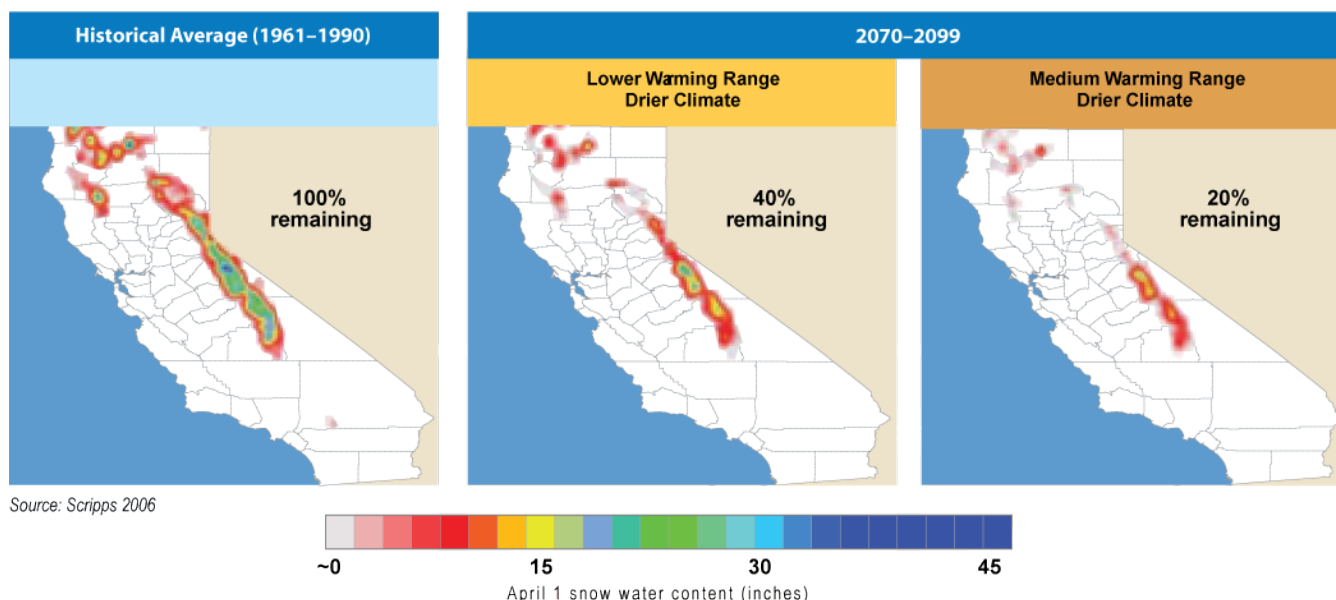 Historical Average (1961–1990)
2070–2099
Lower Warming Range
Drier Climate
Medium Warming Range
Drier Climate
100%
remaining
40%
remaining
20%
remaining
Source: Scripps 2006
~0
15
30
45
April 1 snow water content (inches)